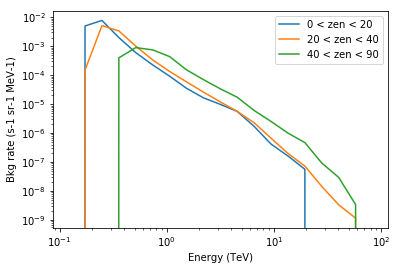 10⁻²
10⁻³
10⁻⁴
10⁻⁵
10⁻⁶
10⁻⁷
10⁻⁸
10⁻⁹
Bkg rate (s-1 sr-1 MeV-1)
0 < zen < 20
20 < zen < 40
40 < zen < 90
10⁻¹ 10⁰ 10¹ 10²
Energy (TeV)